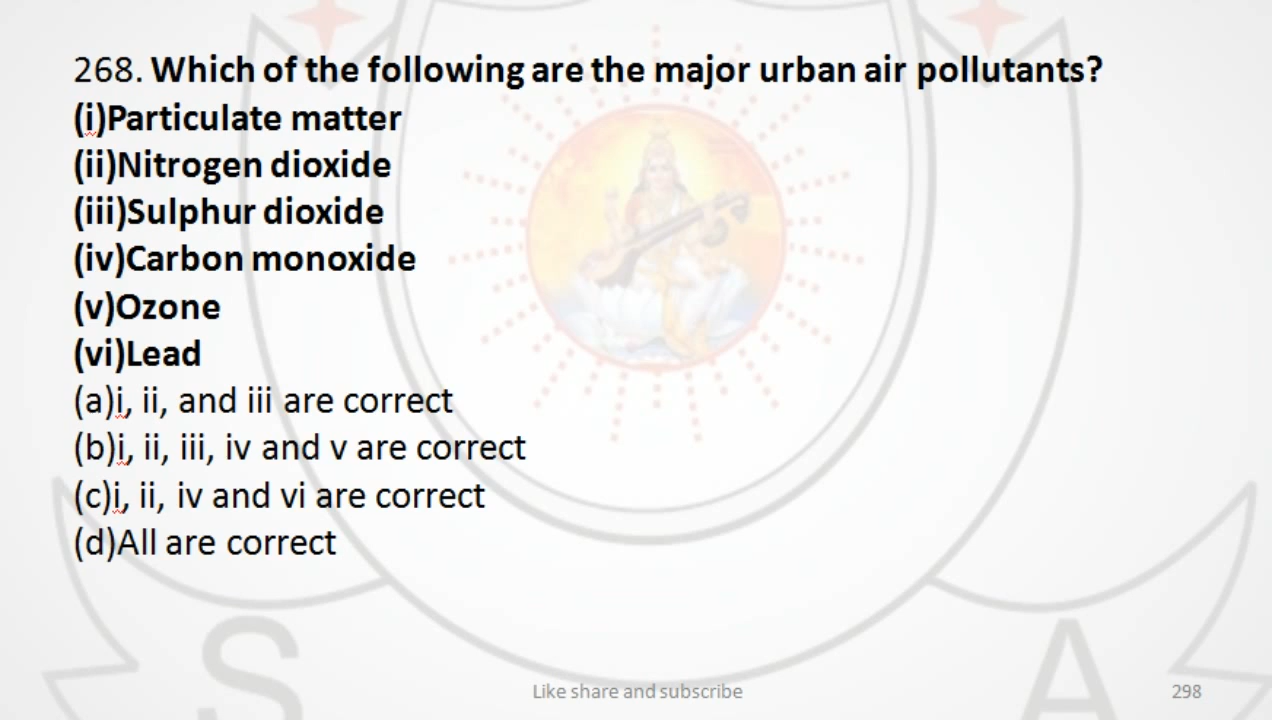 268. Which of the following are the major urban air pollutants?
(i)Particulate matter
(ii)Nitrogen dioxide
(iii)Sulphur dioxide
(iv)Carbon monoxide
(v)Ozone
(vi)Lead
(a)i, ii, and iii are correct
(b)i, ii, iii, iv and v are correct
(c)i, ii, iv and vi are correct
(d)All are correct
S A
Like share and subscribe 298